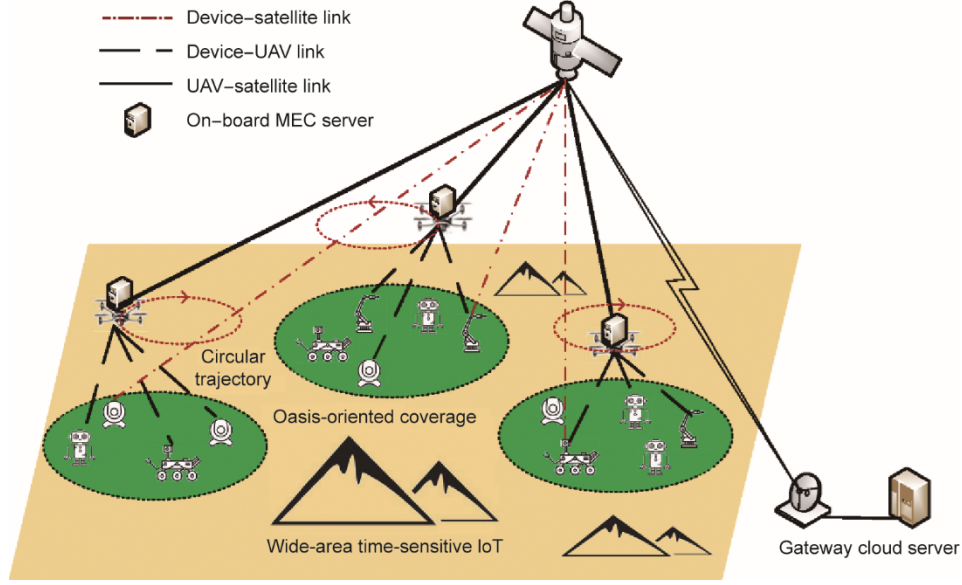 Device–satellite link
Device–UAV link
UAV–satellite link
On-board MEC server
Circular
trajectory
Oasis-oriented coverage
Wide-area time-sensitive IoT
Gateway cloud server